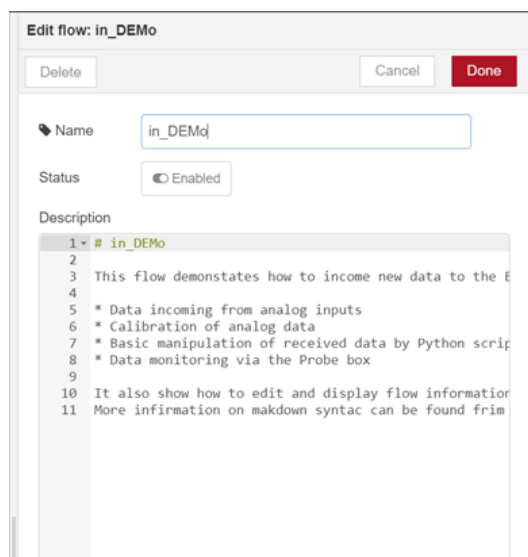 Edit flow: in_DEMo
Delete Cancel Done
Name in_DEMo
Status Enabled
Description
1 # in_DEMo
2
3 This flow demonstates how to income new data to the E
4
5 * Data incoming from analog inputs
6 * Calibration of analog data
7 * Basic manipulation of received data by Python scrip
8 * Data monitoring via the Probe box
9
10 It also show how to edit and display flow information
11 More infirmation on makdown syntac can be found frim